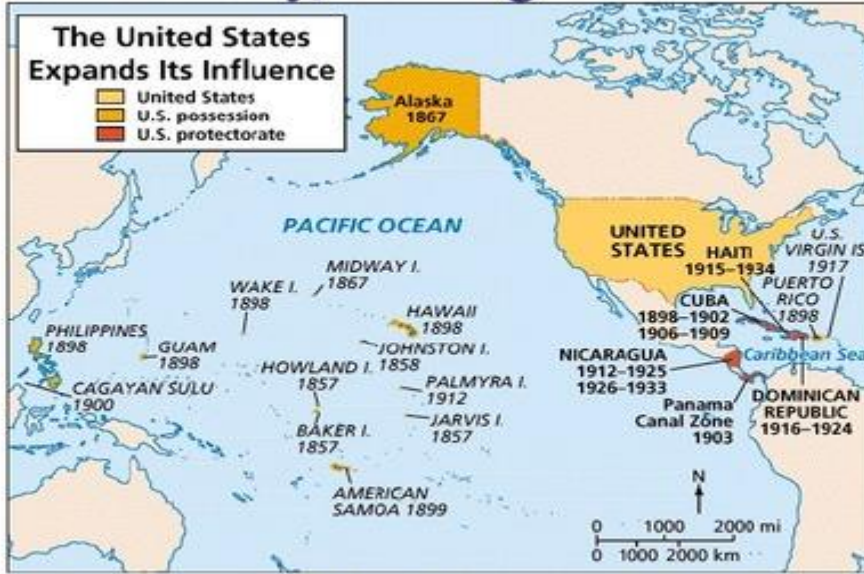 The United States
Expands Its Influence
United States
U.S. possession
U.S. protectorate
Alaska
1867
PACIFIC OCEAN
UNITED
STATES
HAITI
1915–1934
U.S.
VIRGIN IS.
1917
MIDWAY I.
1867
WAKE I.
1898
HAWAII
1898
CUBA
1898–1902
1906–1909
PUERTO
RICO
1898
PHILIPPINES
1898
GUAM
1898
JOHNSTON I.
1858
NICARAGUA
1912–1925
1926–1933
Caribbean Sea
HOWLAND I.
1857
CAGAYAN SULU
1900
PALMYRA I.
1912
Panama
Canal Zone
1903
DOMINICAN
REPUBLIC
1916–1924
BAKER I.
1857
JARVIS I.
1857
AMERICAN
SAMOA 1899
N
0 1000 2000 mi
0 1000 2000 km